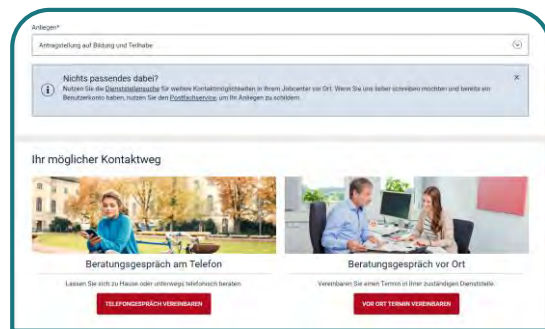 Anliegen*
Antragstellung auf Bildung und Teilhabe
Nichts passendes dabei?
Nutzen Sie die Dienststellensuche für weitere Kontaktmöglichkeiten in Ihrem Jobcenter vor Ort. Wenn Sie uns lieber schreiben möchten und bereits ein
Benutzerkonto haben, nutzen Sie den Postfachservice, um Ihr Anliegen zu schildern.
Ihr möglicher Kontaktweg
Beratungsgespräch am Telefon
Beratungsgespräch vor Ort
Lassen Sie sich zu Hause oder unterwegs telefonisch beraten.
Vereinbaren Sie einen Termin in Ihrer zuständigen Dienststelle.
TELEFONGESPRÄCH VEREINBAREN
VOR ORT TERMIN VEREINBAREN